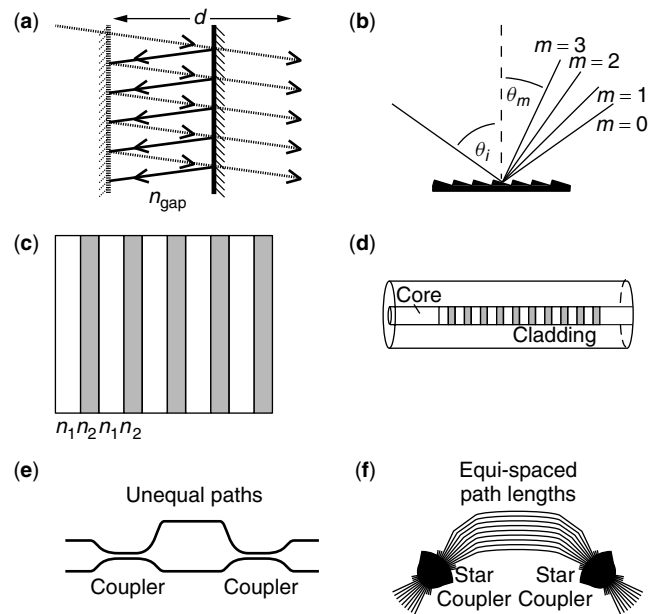 (a)
d
n_gap
(b)
m = 3
m = 2
m = 1
m = 0
θ_m
θ_i
(c)
n_1 n_2 n_1 n_2
(d)
Core
Cladding
(e)
Unequal paths
Coupler
Coupler
(f)
Equi-spaced
path lengths
Star
Coupler
Star
Coupler